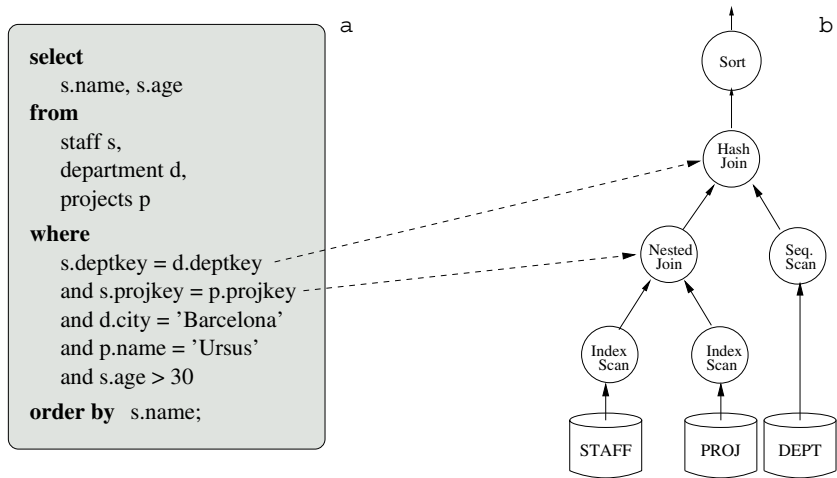 a
select
s.name, s.age
from
staff s,
department d,
projects p
where
s.deptkey = d.deptkey
and s.projkey = p.projkey
and d.city = 'Barcelona'
and p.name = 'Ursus'
and s.age > 30
order by s.name;
b
Sort
Hash
Join
Nested
Join
Seq.
Scan
Index
Scan
Index
Scan
STAFF
PROJ
DEPT